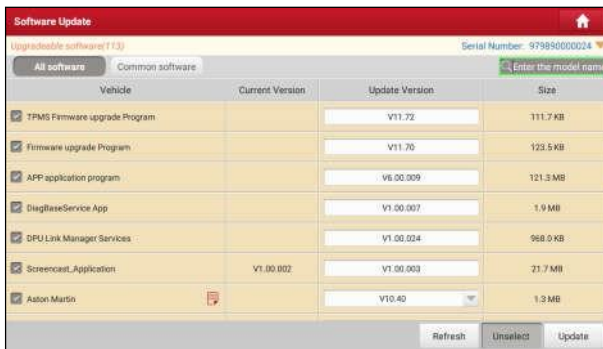 Software Update
Upgradeable software(113) Serial Number: 979890000024
All software Common software Enter the model name
Vehicle Current Version Update Version Size
TPMS Firmware upgrade Program V11.72 111.7 KB
Firmware upgrade Program V11.70 123.5 KB
APP application program V6.00.009 121.3 MB
DiagBaseService App V1.00.007 1.9 MB
DPU Link Manager Services V1.00.024 968.0 KB
Screencast_Application V1.00.002 V1.00.003 21.7 MB
Aston Martin V10.40 1.3 MB
Refresh Unselect Update